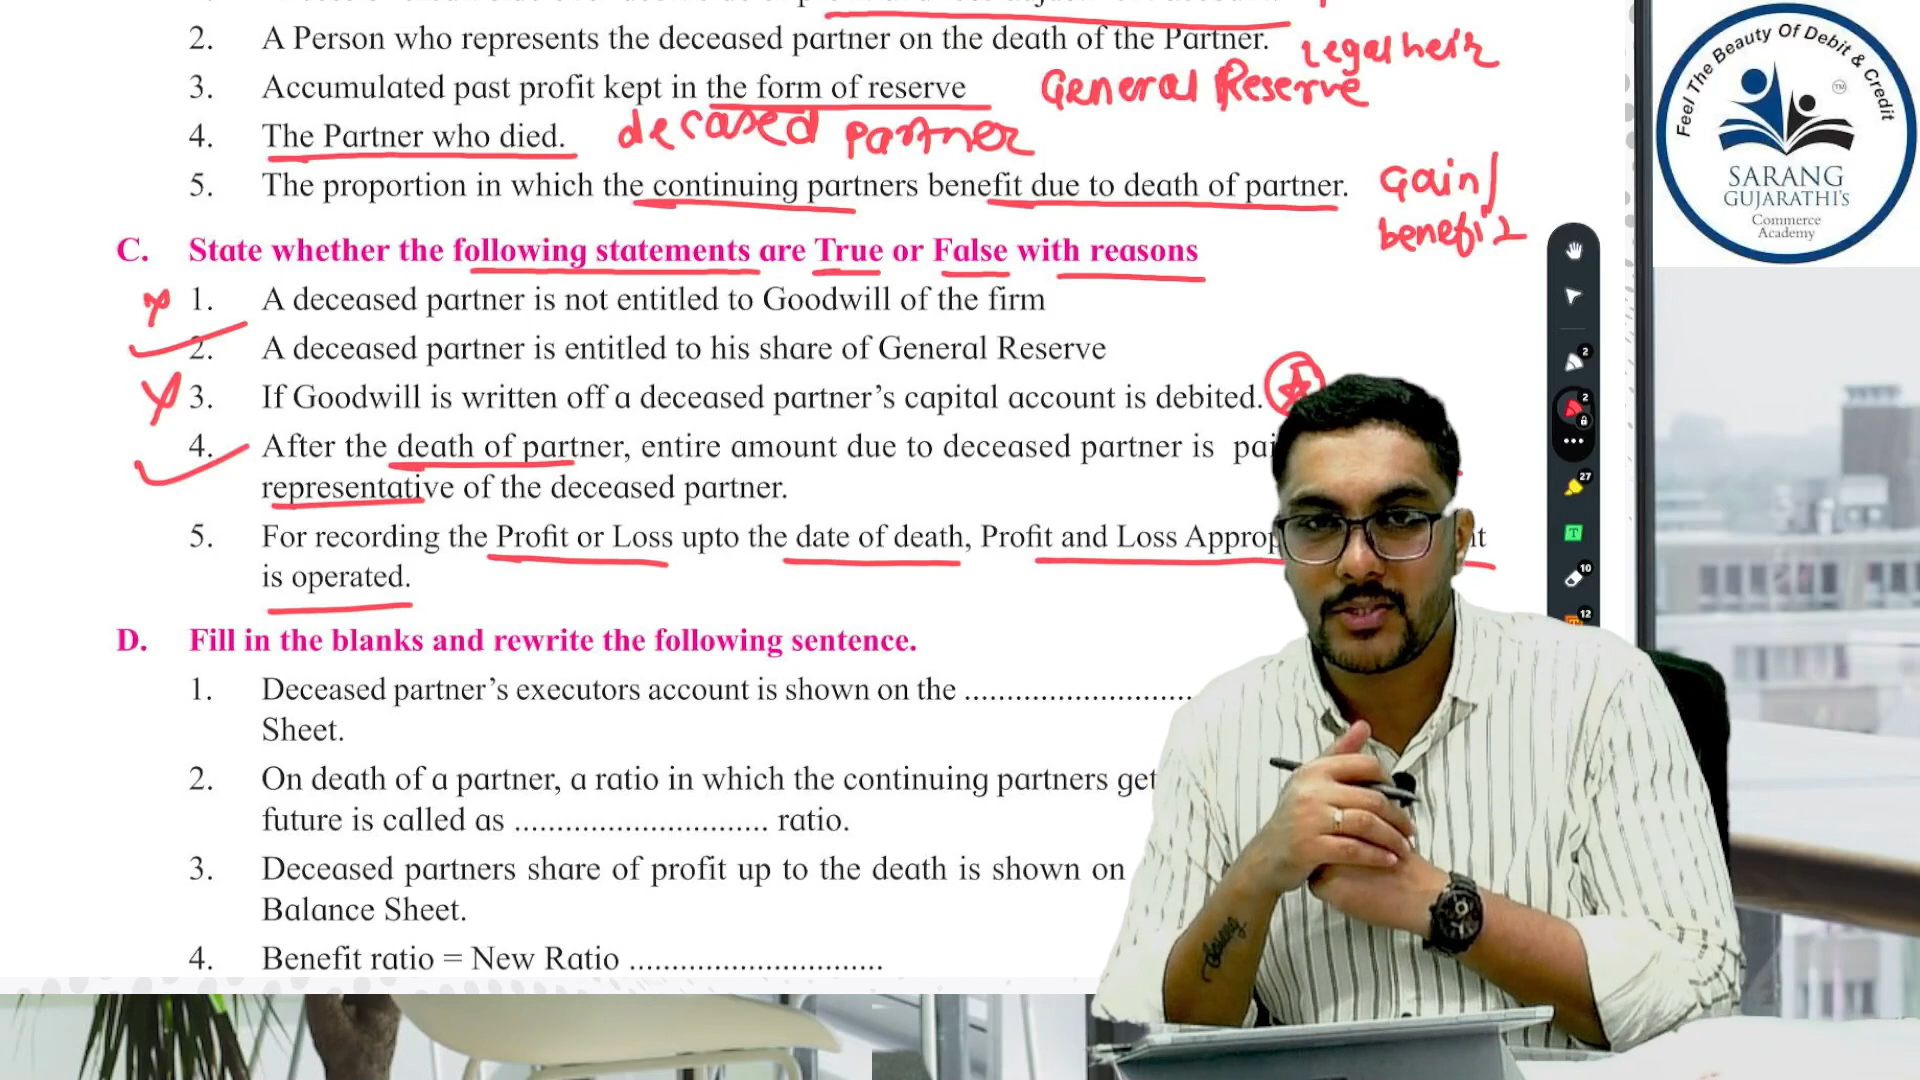 2. A Person who represents the deceased partner on the death of the Partner. legal heir
3. Accumulated past profit kept in the form of reserve General Reserve
4. The Partner who died. decased partner
5. The proportion in which the continuing partners benefit due to death of partner. Gain/
benefit
C. State whether the following statements are True or False with reasons
1. A deceased partner is not entitled to Goodwill of the firm
2. A deceased partner is entitled to his share of General Reserve
3. If Goodwill is written off a deceased partner's capital account is debited.
4. After the death of partner, entire amount due to deceased partner is pai
representative of the deceased partner.
5. For recording the Profit or Loss upto the date of death, Profit and Loss Approp nt
is operated.
D. Fill in the blanks and rewrite the following sentence.
1. Deceased partner's executors account is shown on the ...........................
Sheet.
2. On death of a partner, a ratio in which the continuing partners get
future is called as .............................. ratio.
3. Deceased partners share of profit up to the death is shown on
Balance Sheet.
4. Benefit ratio = New Ratio ..............................
Feel The Beauty Of Debit & Credit
TM
SARANG
GUJARATHI'S
Commerce
Academy
2
2
27
T
10
12